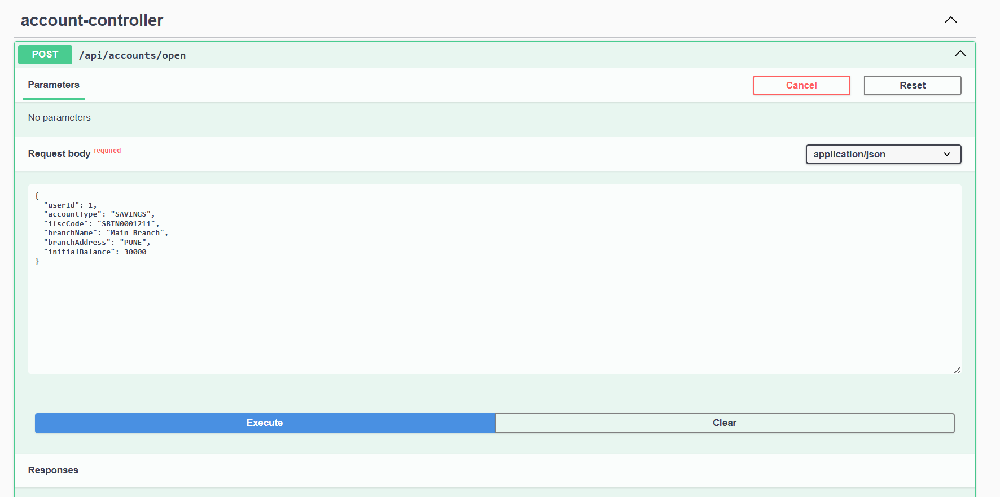 account-controller
POST /api/accounts/open
Parameters
Cancel
Reset
No parameters
Request body required
application/json
{
  "userId": 1,
  "accountType": "SAVINGS",
  "ifscCode": "SBIN0001211",
  "branchName": "Main Branch",
  "branchAddress": "PUNE",
  "initialBalance": 30000
}
Execute
Clear
Responses